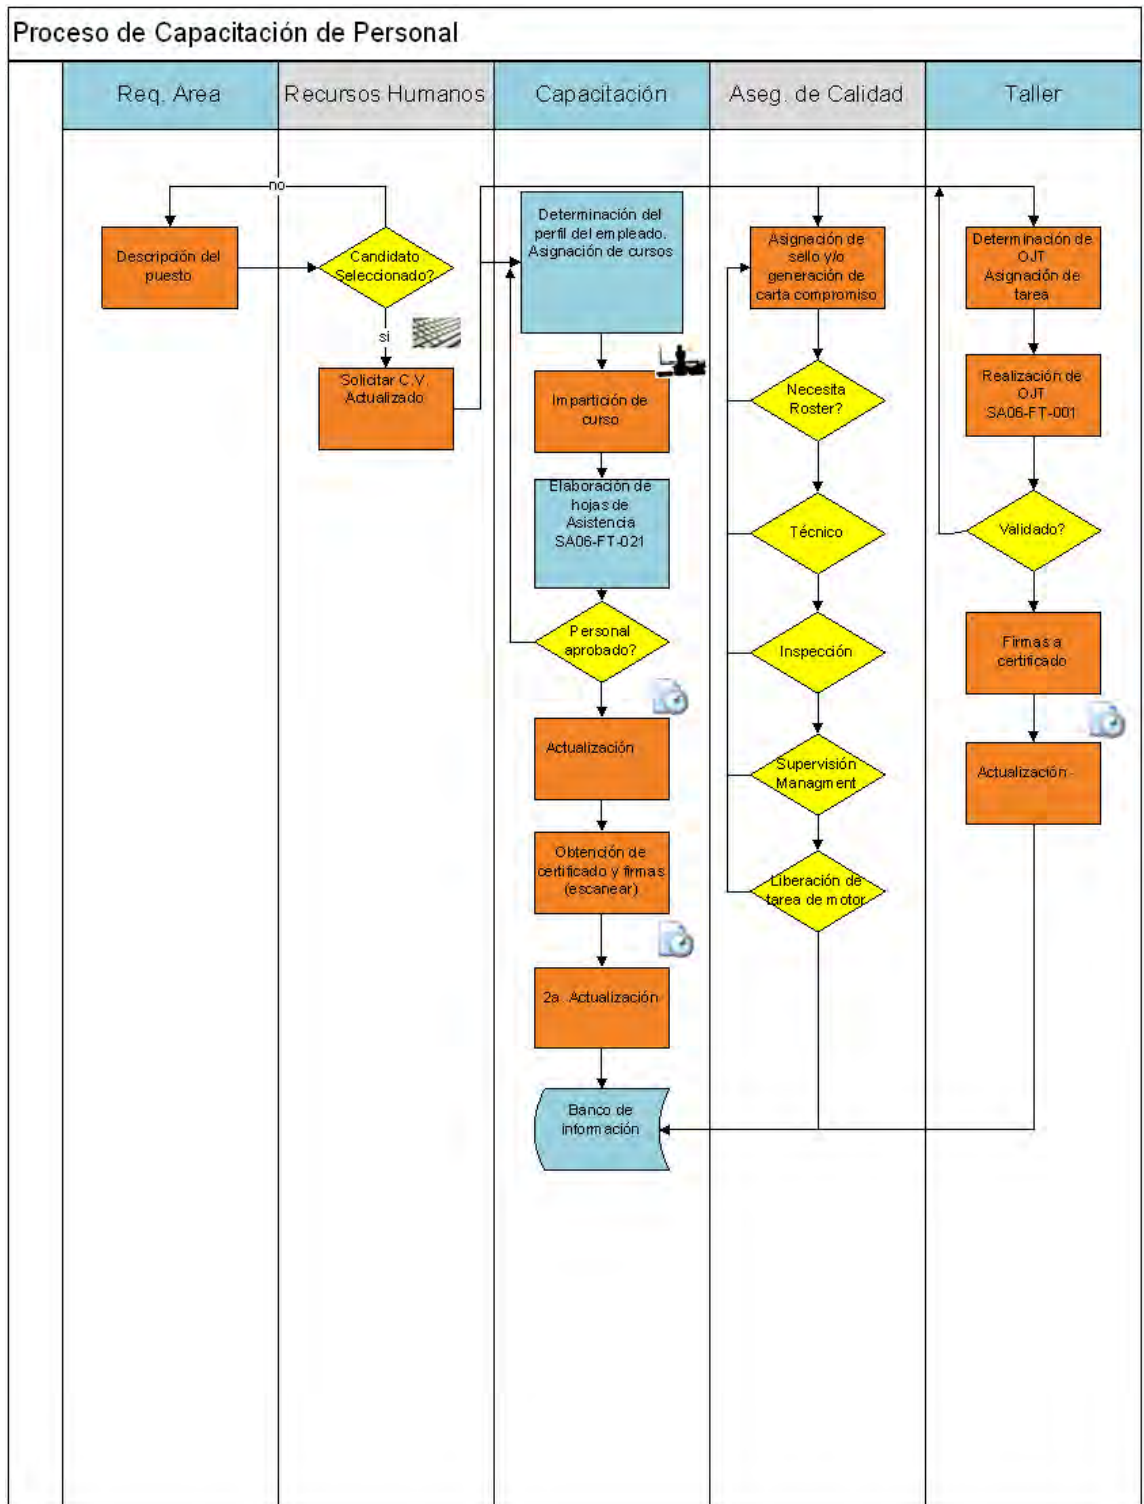 Proceso de Capacitación de Personal
Req. Area
Recursos Humanos
Capacitación
Aseg. de Calidad
Taller
no
Descripción del
puesto
Candidato
Seleccionado?
si
Solicitar C.V.
Actualizado
Determinación del
perfil del empleado.
Asignación de cursos
Impartición de
curso
Elaboración de
hojas de
Asistencia
SA06-FT-021
Personal
aprobado?
Actualización
Obtención de
certificado y firmas
(escanear)
2a. Actualización
Banco de
información
Asignación de
sello y/o
generación de
carta compromiso
Necesita
Roster?
Técnico
Inspección
Supervisión
Managment
Liberación de
tarea de motor
Determinación de
OJT
Asignación de
tarea
Realización de
OJT
SA06-FT-001
Validado?
Firmas a
certificado
Actualización